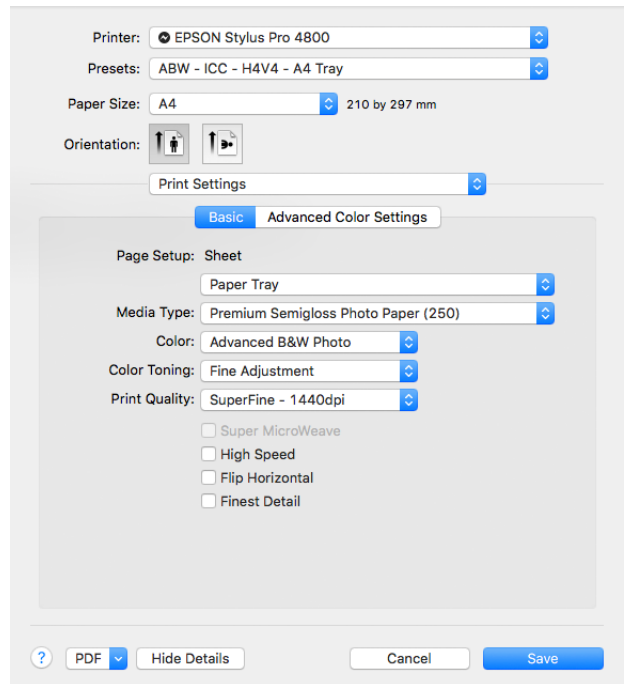 Printer: EPSON Stylus Pro 4800
Presets: ABW - ICC - H4V4 - A4 Tray
Paper Size: A4 210 by 297 mm
Orientation:
Print Settings
Basic Advanced Color Settings
Page Setup: Sheet
Paper Tray
Media Type: Premium Semigloss Photo Paper (250)
Color: Advanced B&W Photo
Color Toning: Fine Adjustment
Print Quality: SuperFine - 1440dpi
Super MicroWeave
High Speed
Flip Horizontal
Finest Detail
? PDF Hide Details Cancel Save